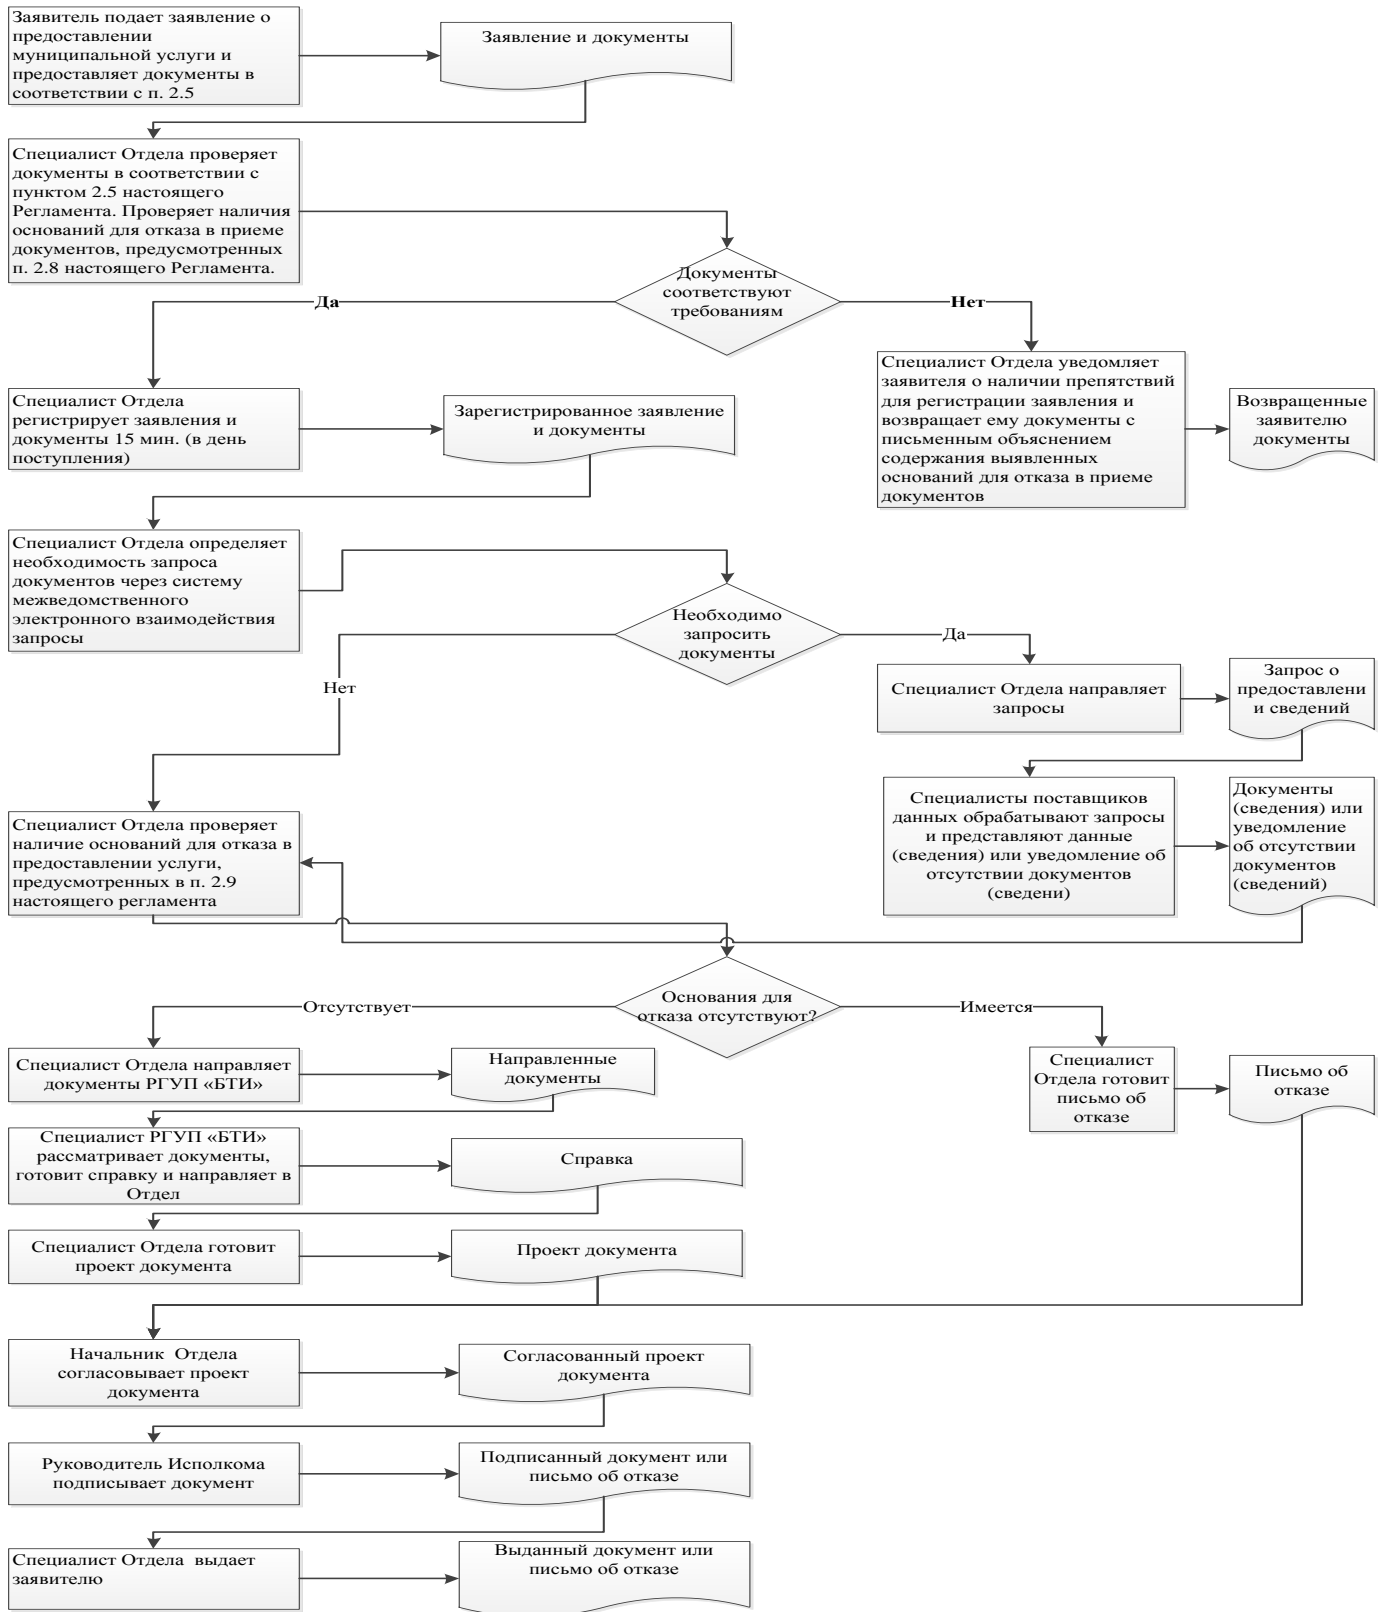 Заявитель подает заявление о
предоставлении
муниципальной услуги и
предоставляет документы в
соответствии с п. 2.5
Заявление и документы
Специалист Отдела проверяет
документы в соответствии с
пунктом 2.5 настоящего
Регламента. Проверяет наличия
оснований для отказа в приеме
документов, предусмотренных
п. 2.8 настоящего Регламента.
Документы
соответствуют
требованиям
Да
Нет
Специалист Отдела
регистрирует заявления и
документы 15 мин. (в день
поступления)
Зарегистрированное заявление
и документы
Специалист Отдела уведомляет
заявителя о наличии препятствий
для регистрации заявления и
возвращает ему документы с
письменным объяснением
содержания выявленных
оснований для отказа в приеме
документов
Возвращенные
заявителю
документы
Специалист Отдела определяет
необходимость запроса
документов через систему
межведомственного
электронного взаимодействия
запросы
Необходимо
запросить
документы
Да
Нет
Специалист Отдела направляет
запросы
Запрос о
предоставлени
и сведений
Специалисты поставщиков
данных обрабатывают запросы
и представляют данные
(сведения) или уведомление об
отсутствии документов
(сведени)
Документы
(сведения) или
уведомление
об отсутствии
документов
(сведений)
Специалист Отдела проверяет
наличие оснований для отказа в
предоставлении услуги,
предусмотренных в п. 2.9
настоящего регламента
Основания для
отказа отсутствуют?
Отсутствует
Имеется
Специалист Отдела направляет
документы РГУП «БТИ»
Направленные
документы
Специалист
Отдела готовит
письмо об
отказе
Письмо об
отказе
Специалист РГУП «БТИ»
рассматривает документы,
готовит справку и направляет в
Отдел
Справка
Специалист Отдела готовит
проект документа
Проект документа
Начальник Отдела
согласовывает проект
документа
Согласованный проект
документа
Руководитель Исполкома
подписывает документ
Подписанный документ или
письмо об отказе
Специалист Отдела выдает
заявителю
Выданный документ или
письмо об отказе